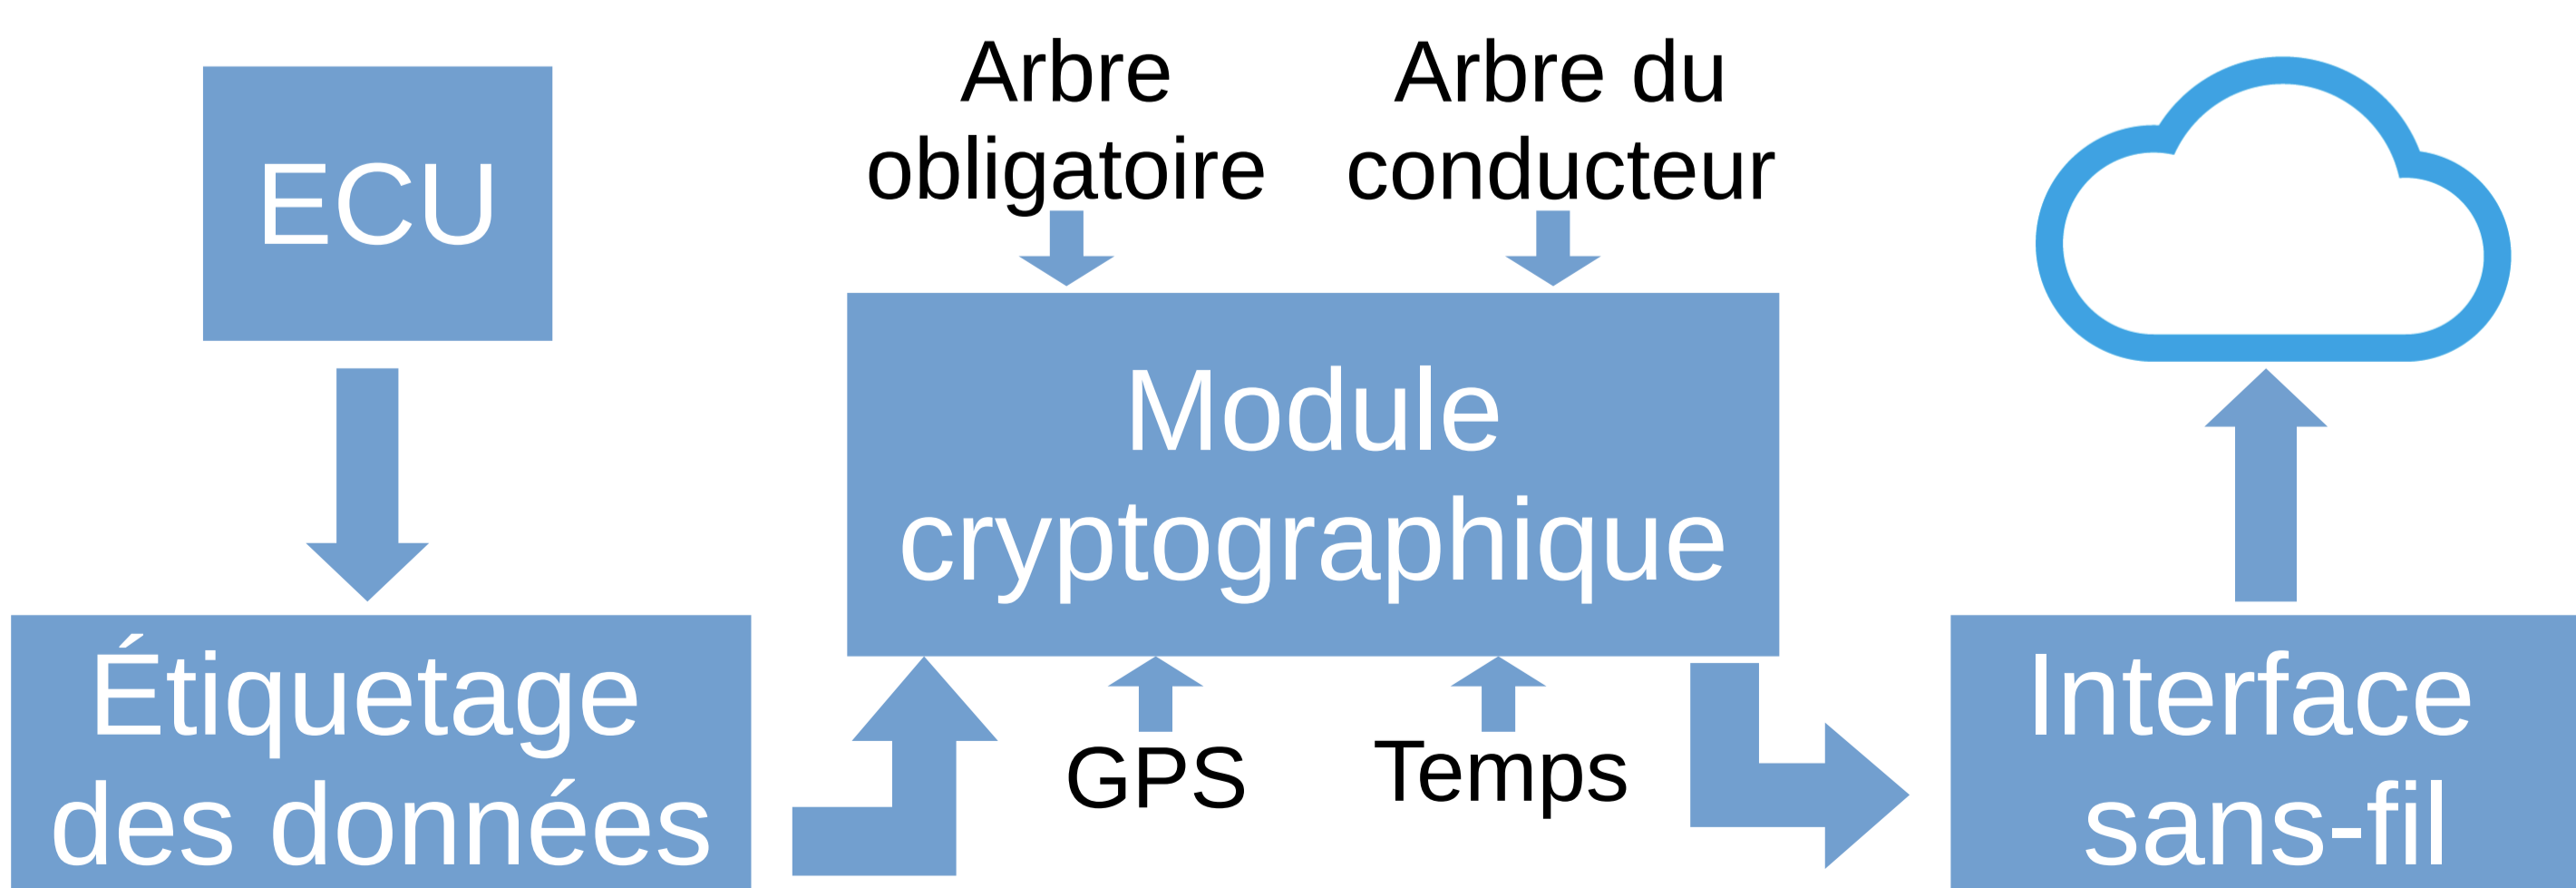 ECU
Étiquetage
des données
Arbre
obligatoire
Arbre du
conducteur
Module
cryptographique
GPS
Temps
Interface
sans-fil